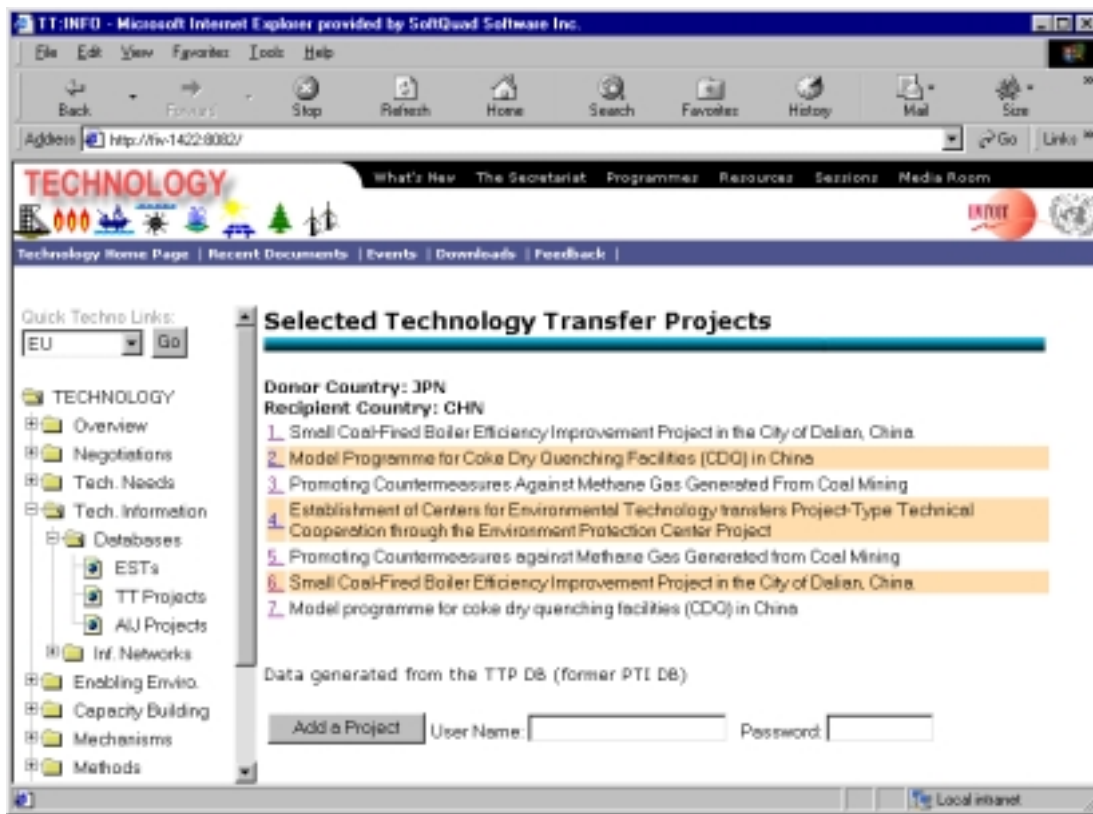 TT:INFO - Microsoft Internet Explorer provided by SoftQuad Software Inc.
File Edit View Favorites Tools Help
Back Forward Stop Refresh Home Search Favorites History Mail Size
Address http://fiv-1422:8082/ Go Links
TECHNOLOGY
What's New The Secretariat Programmes Resources Sessions Media Room
Technology Home Page | Recent Documents | Events | Downloads | Feedback |
Quick Techno Links:
EU Go
TECHNOLOGY
Overview
Negotiations
Tech. Needs
Tech. Information
Databases
ESTs
TT Projects
AIJ Projects
Inf. Networks
Enabling Enviro.
Capacity Building
Mechanisms
Methods
Selected Technology Transfer Projects
Donor Country: JPN
Recipient Country: CHN
1. Small Coal-Fired Boiler Efficiency Improvement Project in the City of Dalian, China.
2. Model Programme for Coke Dry Quenching Facilities (CDQ) in China
3. Promoting Countermeasures Against Methane Gas Generated From Coal Mining
4. Establishment of Centers for Environmental Technology transfers Project-Type Technical
Cooperation through the Environment Protection Center Project
5. Promoting Countermeasures against Methane Gas Generated from Coal Mining
6. Small Coal-Fired Boiler Efficiency Improvement Project in the City of Dalian, China.
7. Model programme for coke dry quenching facilities (CDQ) in China
Data generated from the TTP DB (former PTI DB)
Add a Project User Name: Password:
Local intranet